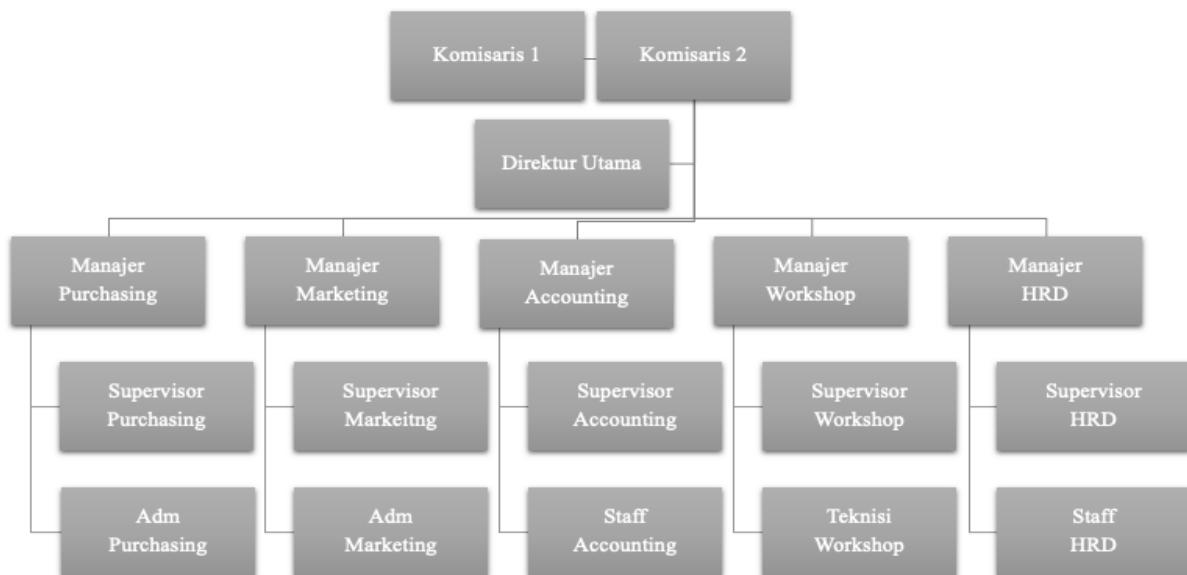 Komisaris 1
Komisaris 2
Direktur Utama
Manajer
Purchasing
Manajer
Marketing
Manajer
Accounting
Manajer
Workshop
Manajer
HRD
Supervisor
Purchasing
Supervisor
Markeitng
Supervisor
Accounting
Supervisor
Workshop
Supervisor
HRD
Adm
Purchasing
Adm
Marketing
Staff
Accounting
Teknisi
Workshop
Staff
HRD